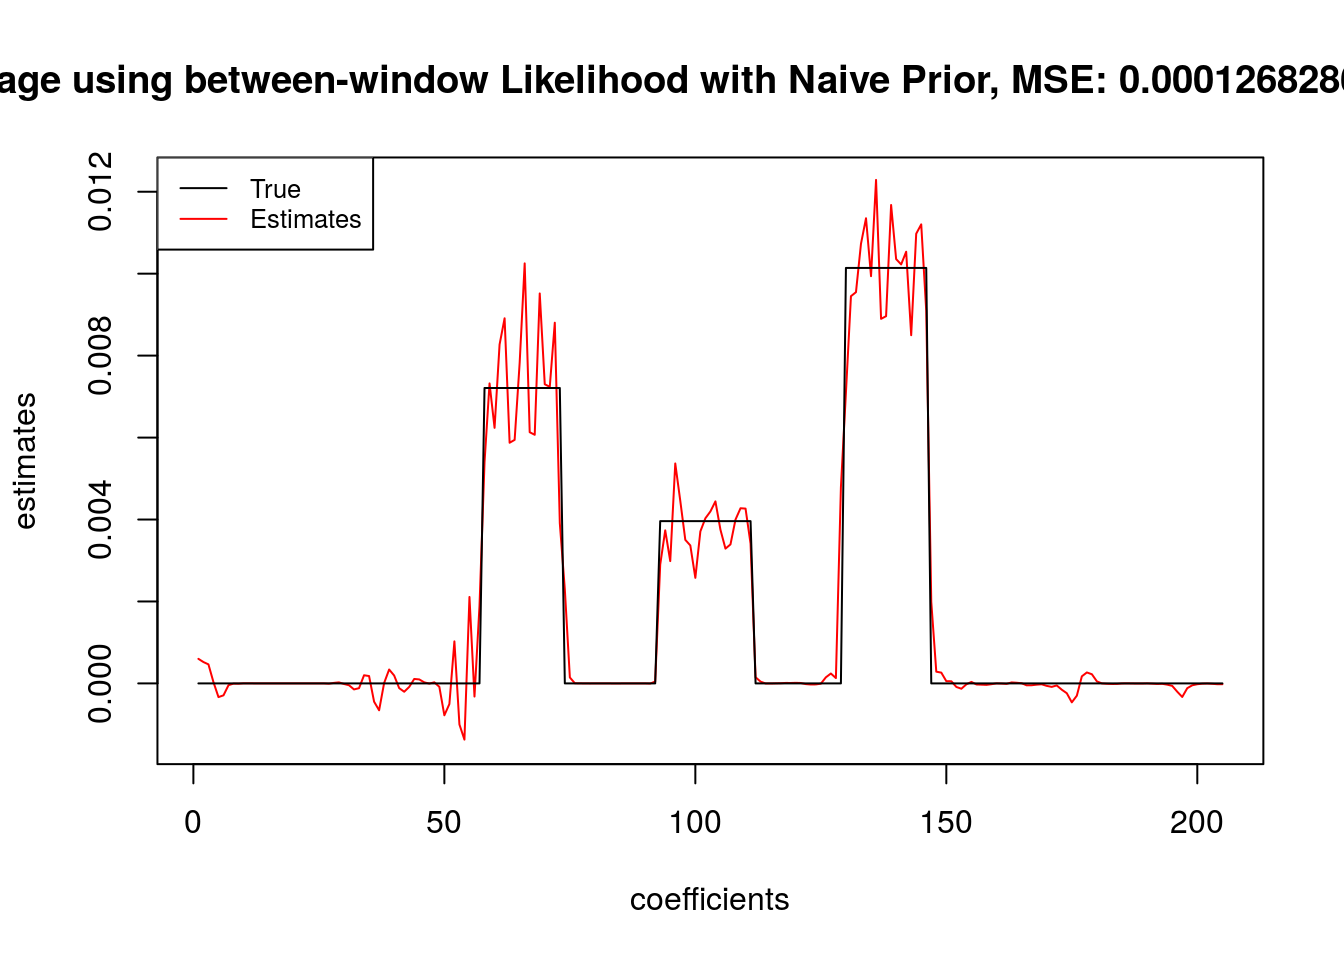 age using between-window Likelihood with Naive Prior, MSE: 0.000126828
True
Estimates
0.012
0.008
0.004
0.000
estimates
0
50
100
150
200
coefficients